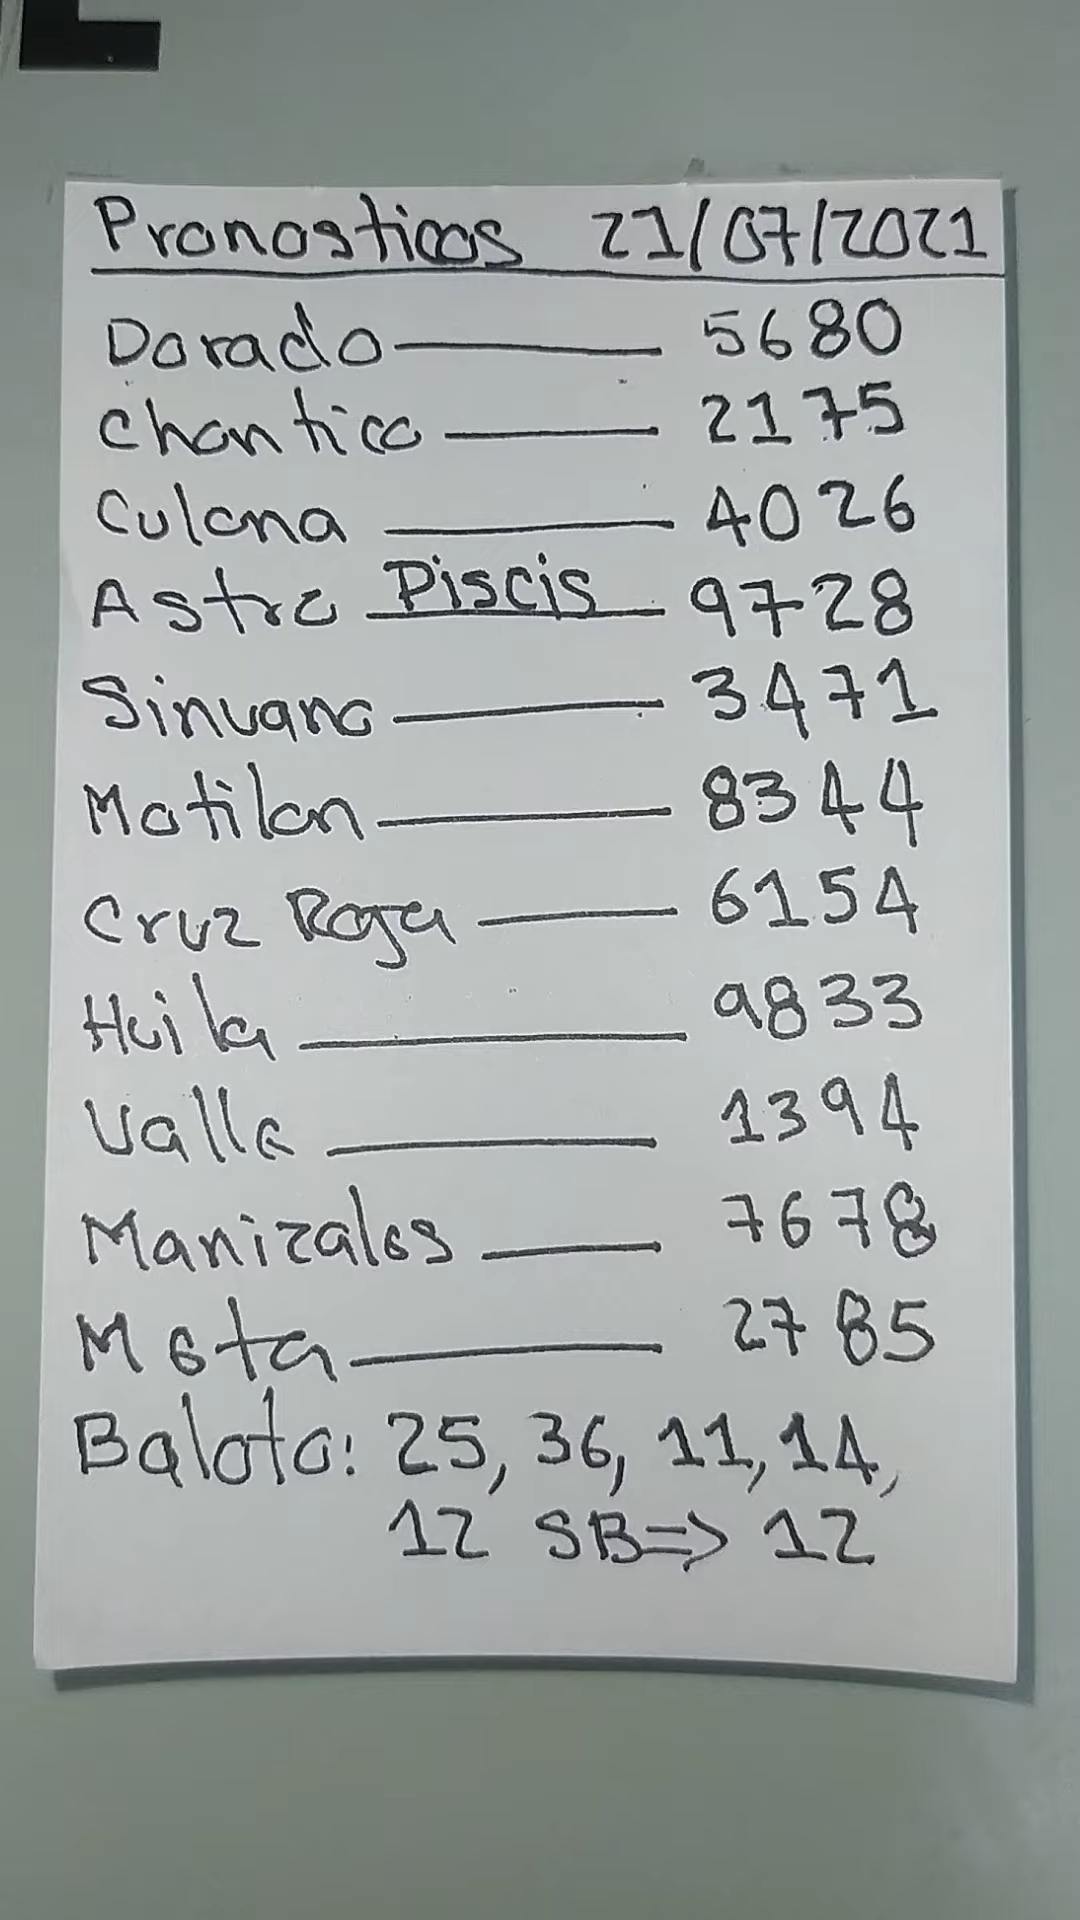 Pronosticos 21/07/2021
Dorado 5680
Chontico 2175
Culona 4026
Astro Piscis 9728
Sinuano 3471
Motilon 8344
Cruz Roja 6154
Huila 9833
Valle 1394
Manizales 7678
Meta 2785
Baloto: 25, 36, 11, 14,
12 SB=> 12